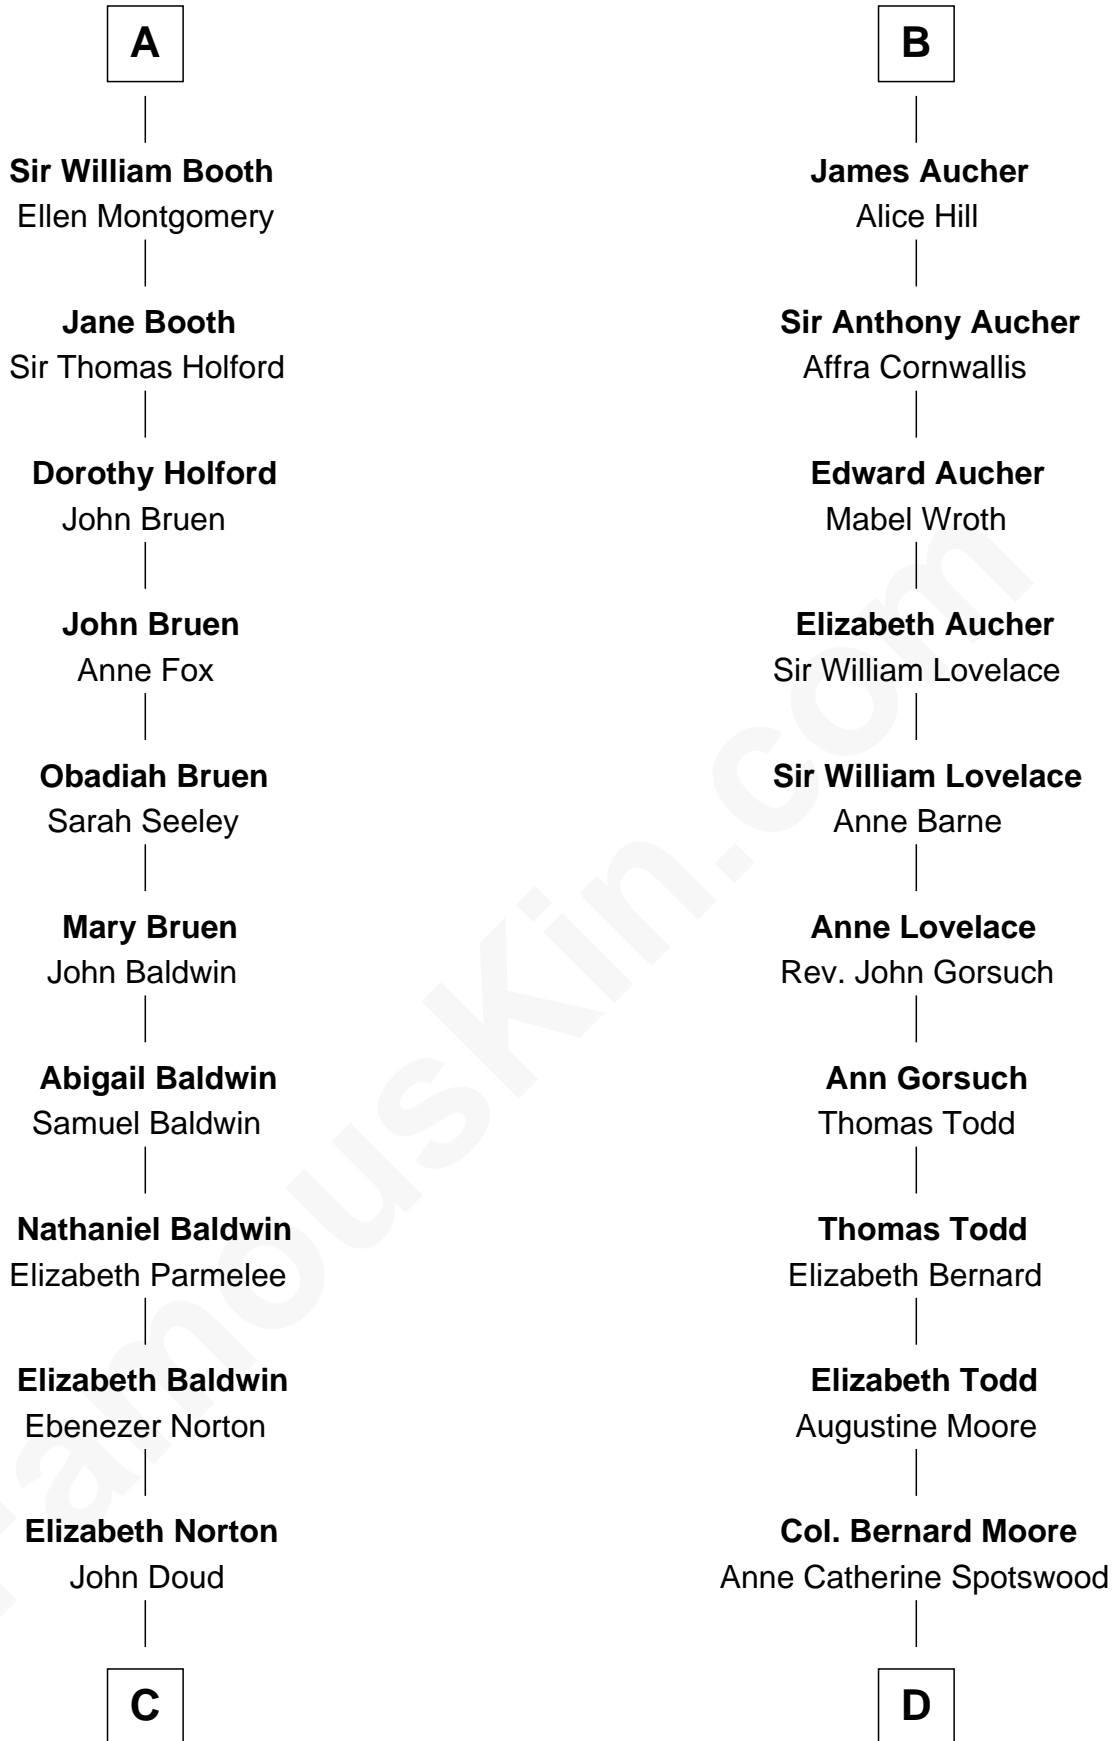 A
Sir William Booth
Ellen Montgomery
Jane Booth
Sir Thomas Holford
Dorothy Holford
John Bruen
John Bruen
Anne Fox
Obadiah Bruen
Sarah Seeley
Mary Bruen
John Baldwin
Abigail Baldwin
Samuel Baldwin
Nathaniel Baldwin
Elizabeth Parmelee
Elizabeth Baldwin
Ebenezer Norton
Elizabeth Norton
John Doud
C
B
James Aucher
Alice Hill
Sir Anthony Aucher
Affra Cornwallis
Edward Aucher
Mabel Wroth
Elizabeth Aucher
Sir William Lovelace
Sir William Lovelace
Anne Barne
Anne Lovelace
Rev. John Gorsuch
Ann Gorsuch
Thomas Todd
Thomas Todd
Elizabeth Bernard
Elizabeth Todd
Augustine Moore
Col. Bernard Moore
Anne Catherine Spotswood
D
FamousKin.com